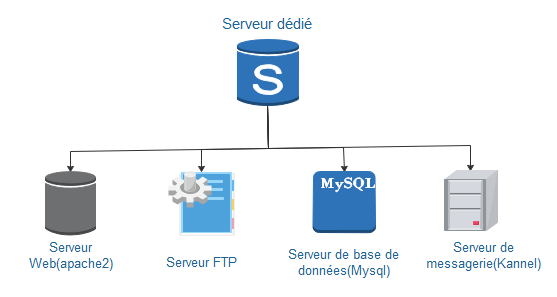 Serveur dédié
S
MySQL
Serveur
Web(apache2)
Serveur FTP
Serveur de base de
données(Mysql)
Serveur de
messagerie(Kannel)